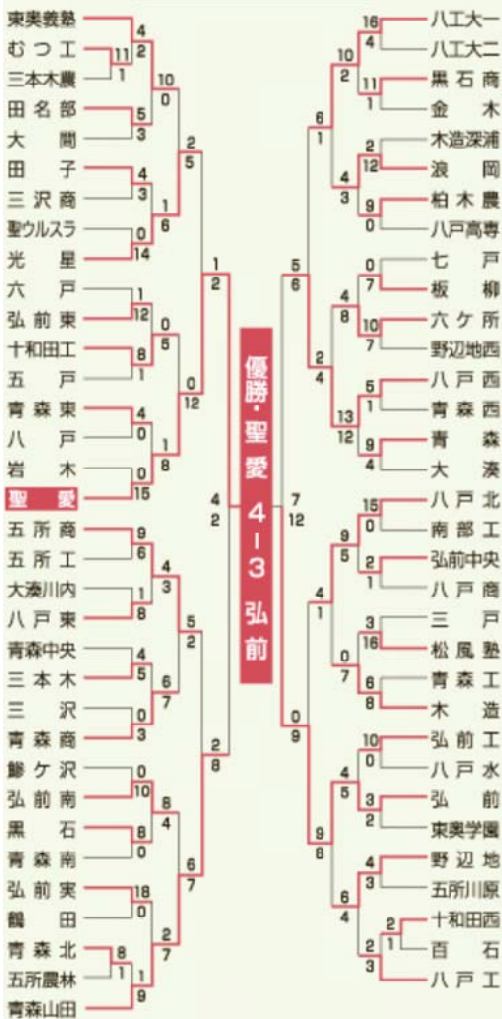 東奥義塾
むつ工
三本木農
田名部
大間
田子
三沢商
聖ウルスラ
光星
六戸
弘前東
十和田工
五戸
青森東
八戸
岩木
聖愛
五所商
五所工
大湊川内
八戸東
青森中央
三本木
三沢
青森商
鰺ケ沢
弘前南
黒石
青森南
弘前実
鶴田
青森北
五所農林
青森山田
4
2
11
1
10
0
5
3
2
5
4
3
1
6
0
14
1
2
1
12
0
5
8
1
0
12
4
0
1
8
0
15
4
2
9
6
4
3
1
8
5
2
4
5
6
7
0
3
2
8
0
10
8
4
8
0
6
7
18
0
2
7
8
1
1
9
優勝・聖愛 4-3 弘前
16
4
10
2
11
1
6
1
2
12
4
3
9
0
5
6
0
7
4
8
10
7
2
4
5
1
13
12
9
4
7
12
15
0
9
5
2
1
4
1
3
16
0
7
6
8
0
9
10
0
4
5
3
2
9
8
4
3
6
4
2
1
2
3
八工大一
八工大二
黒石商
金木
木造深浦
浪岡
柏木農
八戸高専
七戸
板柳
六ケ所
野辺地西
八戸西
青森西
青森
大湊
八戸北
南部工
弘前中央
八戸商
三戸
松風塾
青森工
木造
弘前工
八戸水
弘前
東奥学園
野辺地
五所川原
十和田西
百石
八戸工